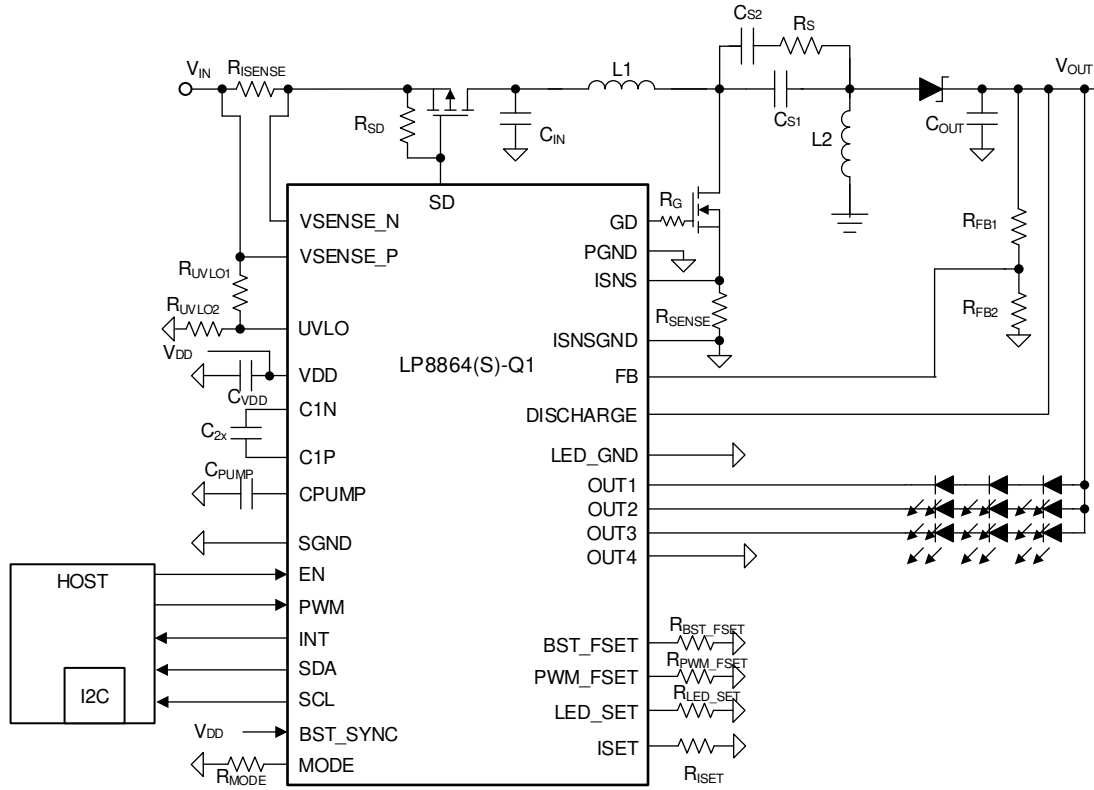 CS2
RS
VIN
RISENSE
L1
VOUT
CS1
RSD
CIN
L2
COUT
SD
RG
GD
VSENSE_N
RFB1
VSENSE_P
PGND
RUVLO1
ISNS
RUVLO2
RSENSE
RFB2
UVLO
ISNSGND
VDD
LP8864(S)-Q1
VDD
FB
CVDD
C1N
DISCHARGE
C2x
C1P
LED_GND
CPUMP
CPUMP
OUT1
OUT2
OUT3
SGND
OUT4
HOST
EN
PWM
RBST_FSET
INT
BST_FSET
RPWM_FSET
SDA
PWM_FSET
I2C
SCL
RLED_SET
LED_SET
VDD
BST_SYNC
ISET
MODE
RMODE
RISET